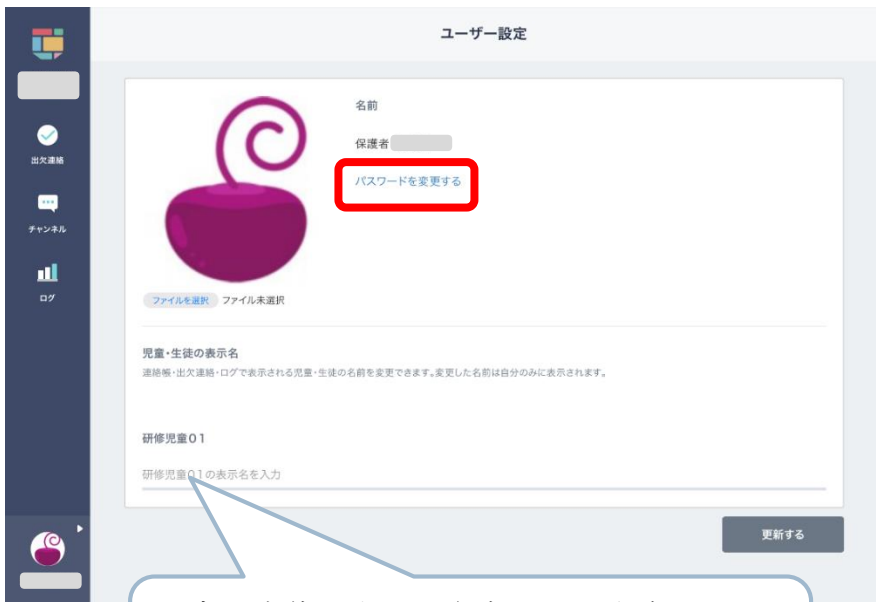 ユーザー設定
出欠連絡
チャンネル
ログ
名前
保護者
パスワードを変更する
ファイルを選択 ファイル未選択
児童・生徒の表示名
連絡帳・出欠連絡・ログで表示される児童・生徒の名前を変更できます。変更した名前は自分のみに表示されます。
研修児童01
研修児童01の表示名を入力
更新する